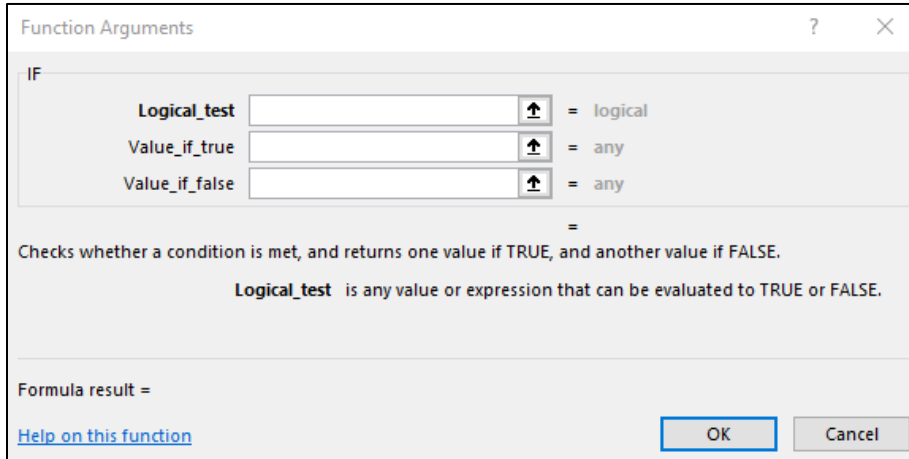 Function Arguments ? ×
IF
Logical_test = logical
Value_if_true = any
Value_if_false = any
=
Checks whether a condition is met, and returns one value if TRUE, and another value if FALSE.
Logical_test is any value or expression that can be evaluated to TRUE or FALSE.
Formula result =
Help on this function OK Cancel